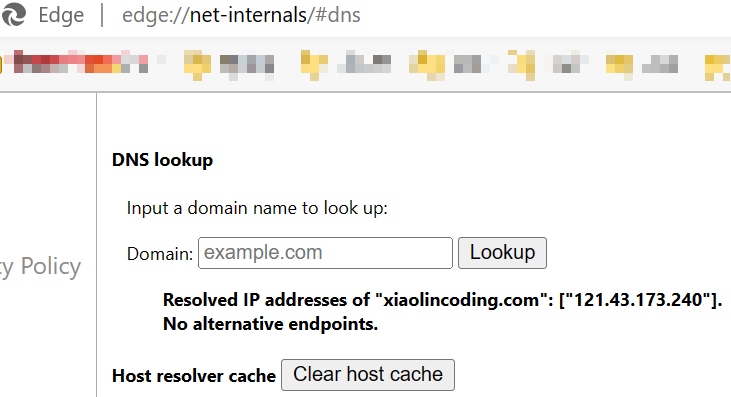 Edge | edge://net-internals/#dns
DNS lookup
Input a domain name to look up:
Domain: example.com Lookup
cy Policy
Resolved IP addresses of "xiaolincoding.com": ["121.43.173.240"].
No alternative endpoints.
Host resolver cache Clear host cache